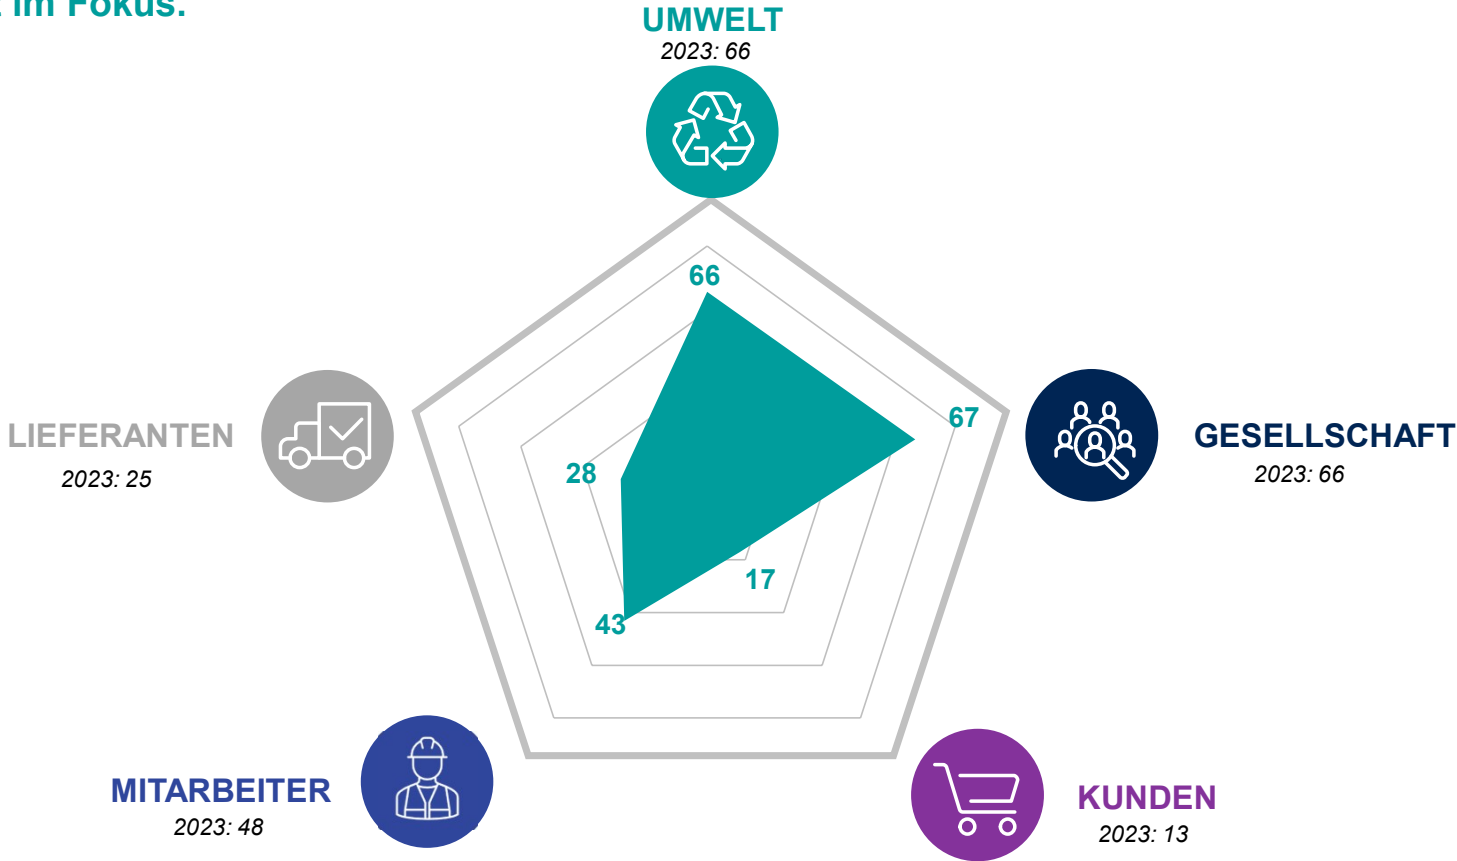 im Fokus.
UMWELT
2023: 66
66
67
LIEFERANTEN
2023: 25
28
GESELLSCHAFT
2023: 66
17
43
MITARBEITER
2023: 48
KUNDEN
2023: 13